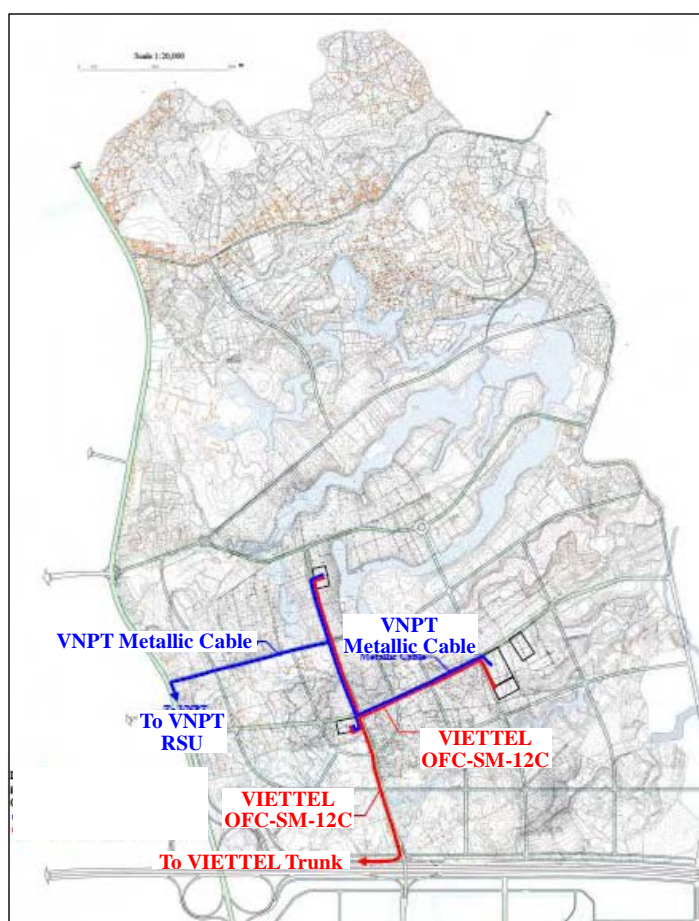 Scale 1:20,000
VNPT Metallic Cable
VNPT
Metallic Cable
Metallic Cable
To VNPT
To VNPT
RSU
VIETTEL
OFC-SM-12C
VIETTEL
OFC-SM-12C
To VIETTEL Trunk